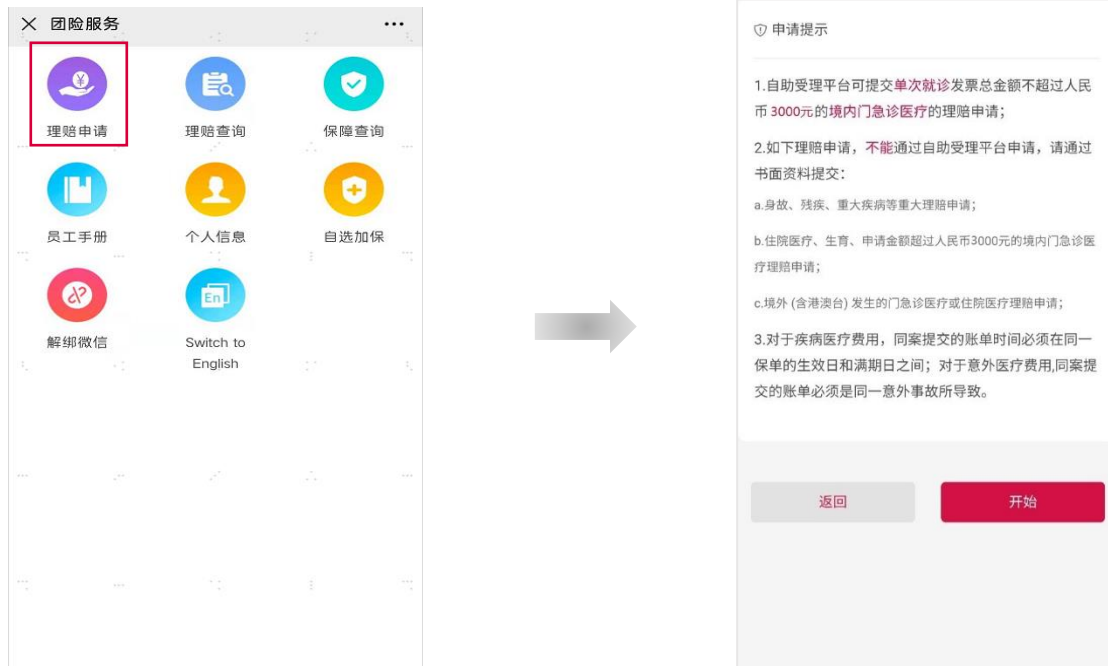 团险服务
理赔申请
理赔查询
保障查询
员工手册
个人信息
自选加保
解绑微信
En
Switch to
English
申请提示
1.自助受理平台可提交单次就诊发票总金额不超过人民
币 3000元的境内门急诊医疗的理赔申请；
2.如下理赔申请，不能通过自助受理平台申请，请通过
书面资料提交：
a.身故、残疾、重大疾病等重大理赔申请；
b.住院医疗、生育、申请金额超过人民币3000元的境内门急诊医
疗理赔申请；
c.境外 (含港澳台) 发生的门急诊医疗或住院医疗理赔申请；
3.对于疾病医疗费用，同案提交的账单时间必须在同一
保单的生效日和满期日之间；对于意外医疗费用,同案提
交的账单必须是同一意外事故所导致。
返回
开始